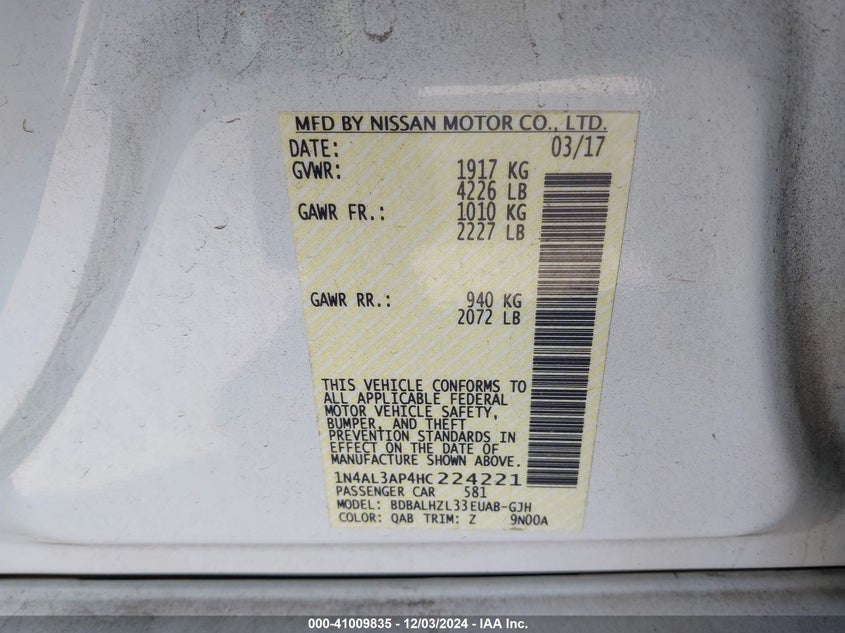 MFD BY NISSAN MOTOR CO., LTD.
DATE: 03/17
GVWR: 1917 KG
4226 LB
GAWR FR.: 1010 KG
2227 LB
GAWR RR.: 940 KG
2072 LB
THIS VEHICLE CONFORMS TO
ALL APPLICABLE FEDERAL
MOTOR VEHICLE SAFETY,
BUMPER, AND THEFT
PREVENTION STANDARDS IN
EFFECT ON THE DATE OF
MANUFACTURE SHOWN ABOVE.
1N4AL3AP4HC224221
PASSENGER CAR 581
MODEL: BDBALHZL33EUAB-GJH
COLOR: QAB TRIM: Z 9N00A
000-41009835 - 12/03/2024 - IAA Inc.